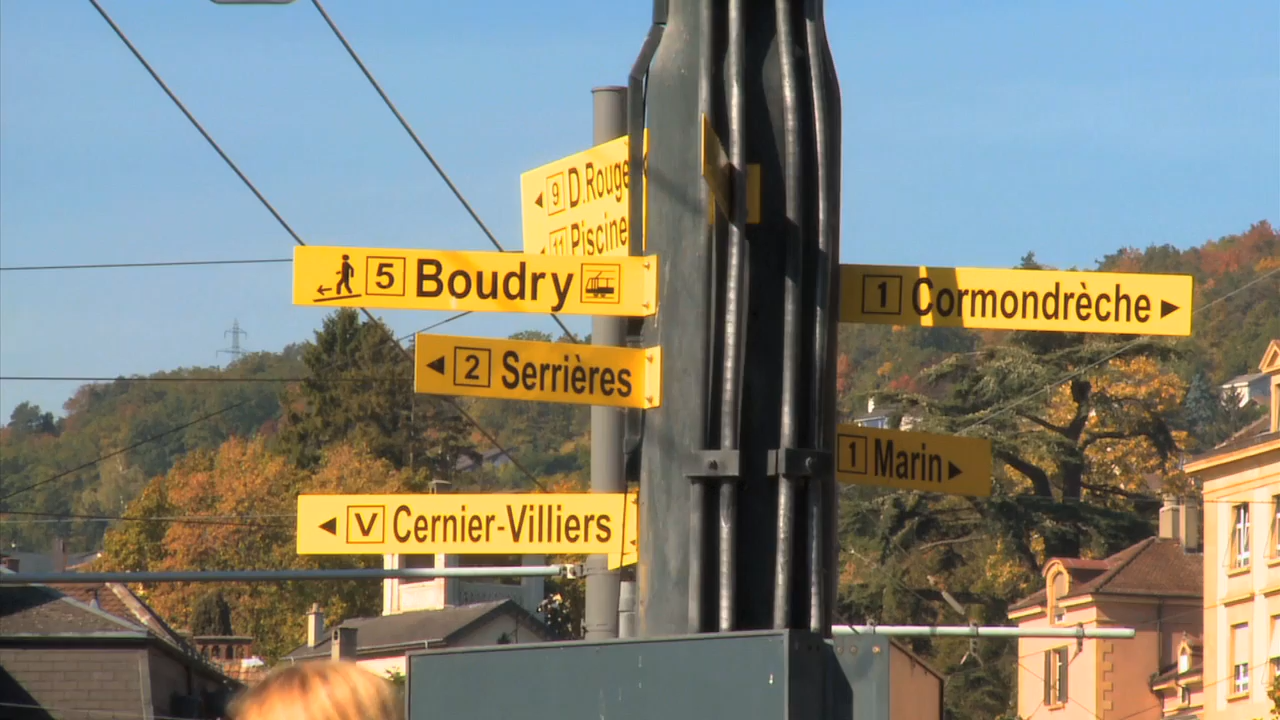 9 D.Rouge
11 Piscine
5 Boudry
1 Cormondrèche
2 Serrières
1 Marin
V Cernier-Villiers